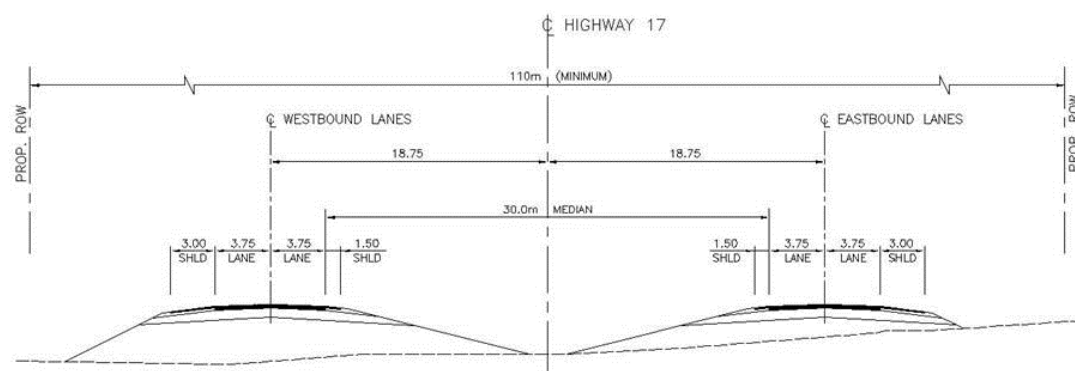 ℄ HIGHWAY 17
110m (MINIMUM)
PROP. ROW
℄ WESTBOUND LANES
℄ EASTBOUND LANES
PROP. ROW
18.75
18.75
30.0m MEDIAN
3.00 3.75 3.75 1.50
SHLD LANE LANE SHLD
1.50 3.75 3.75 3.00
SHLD LANE LANE SHLD